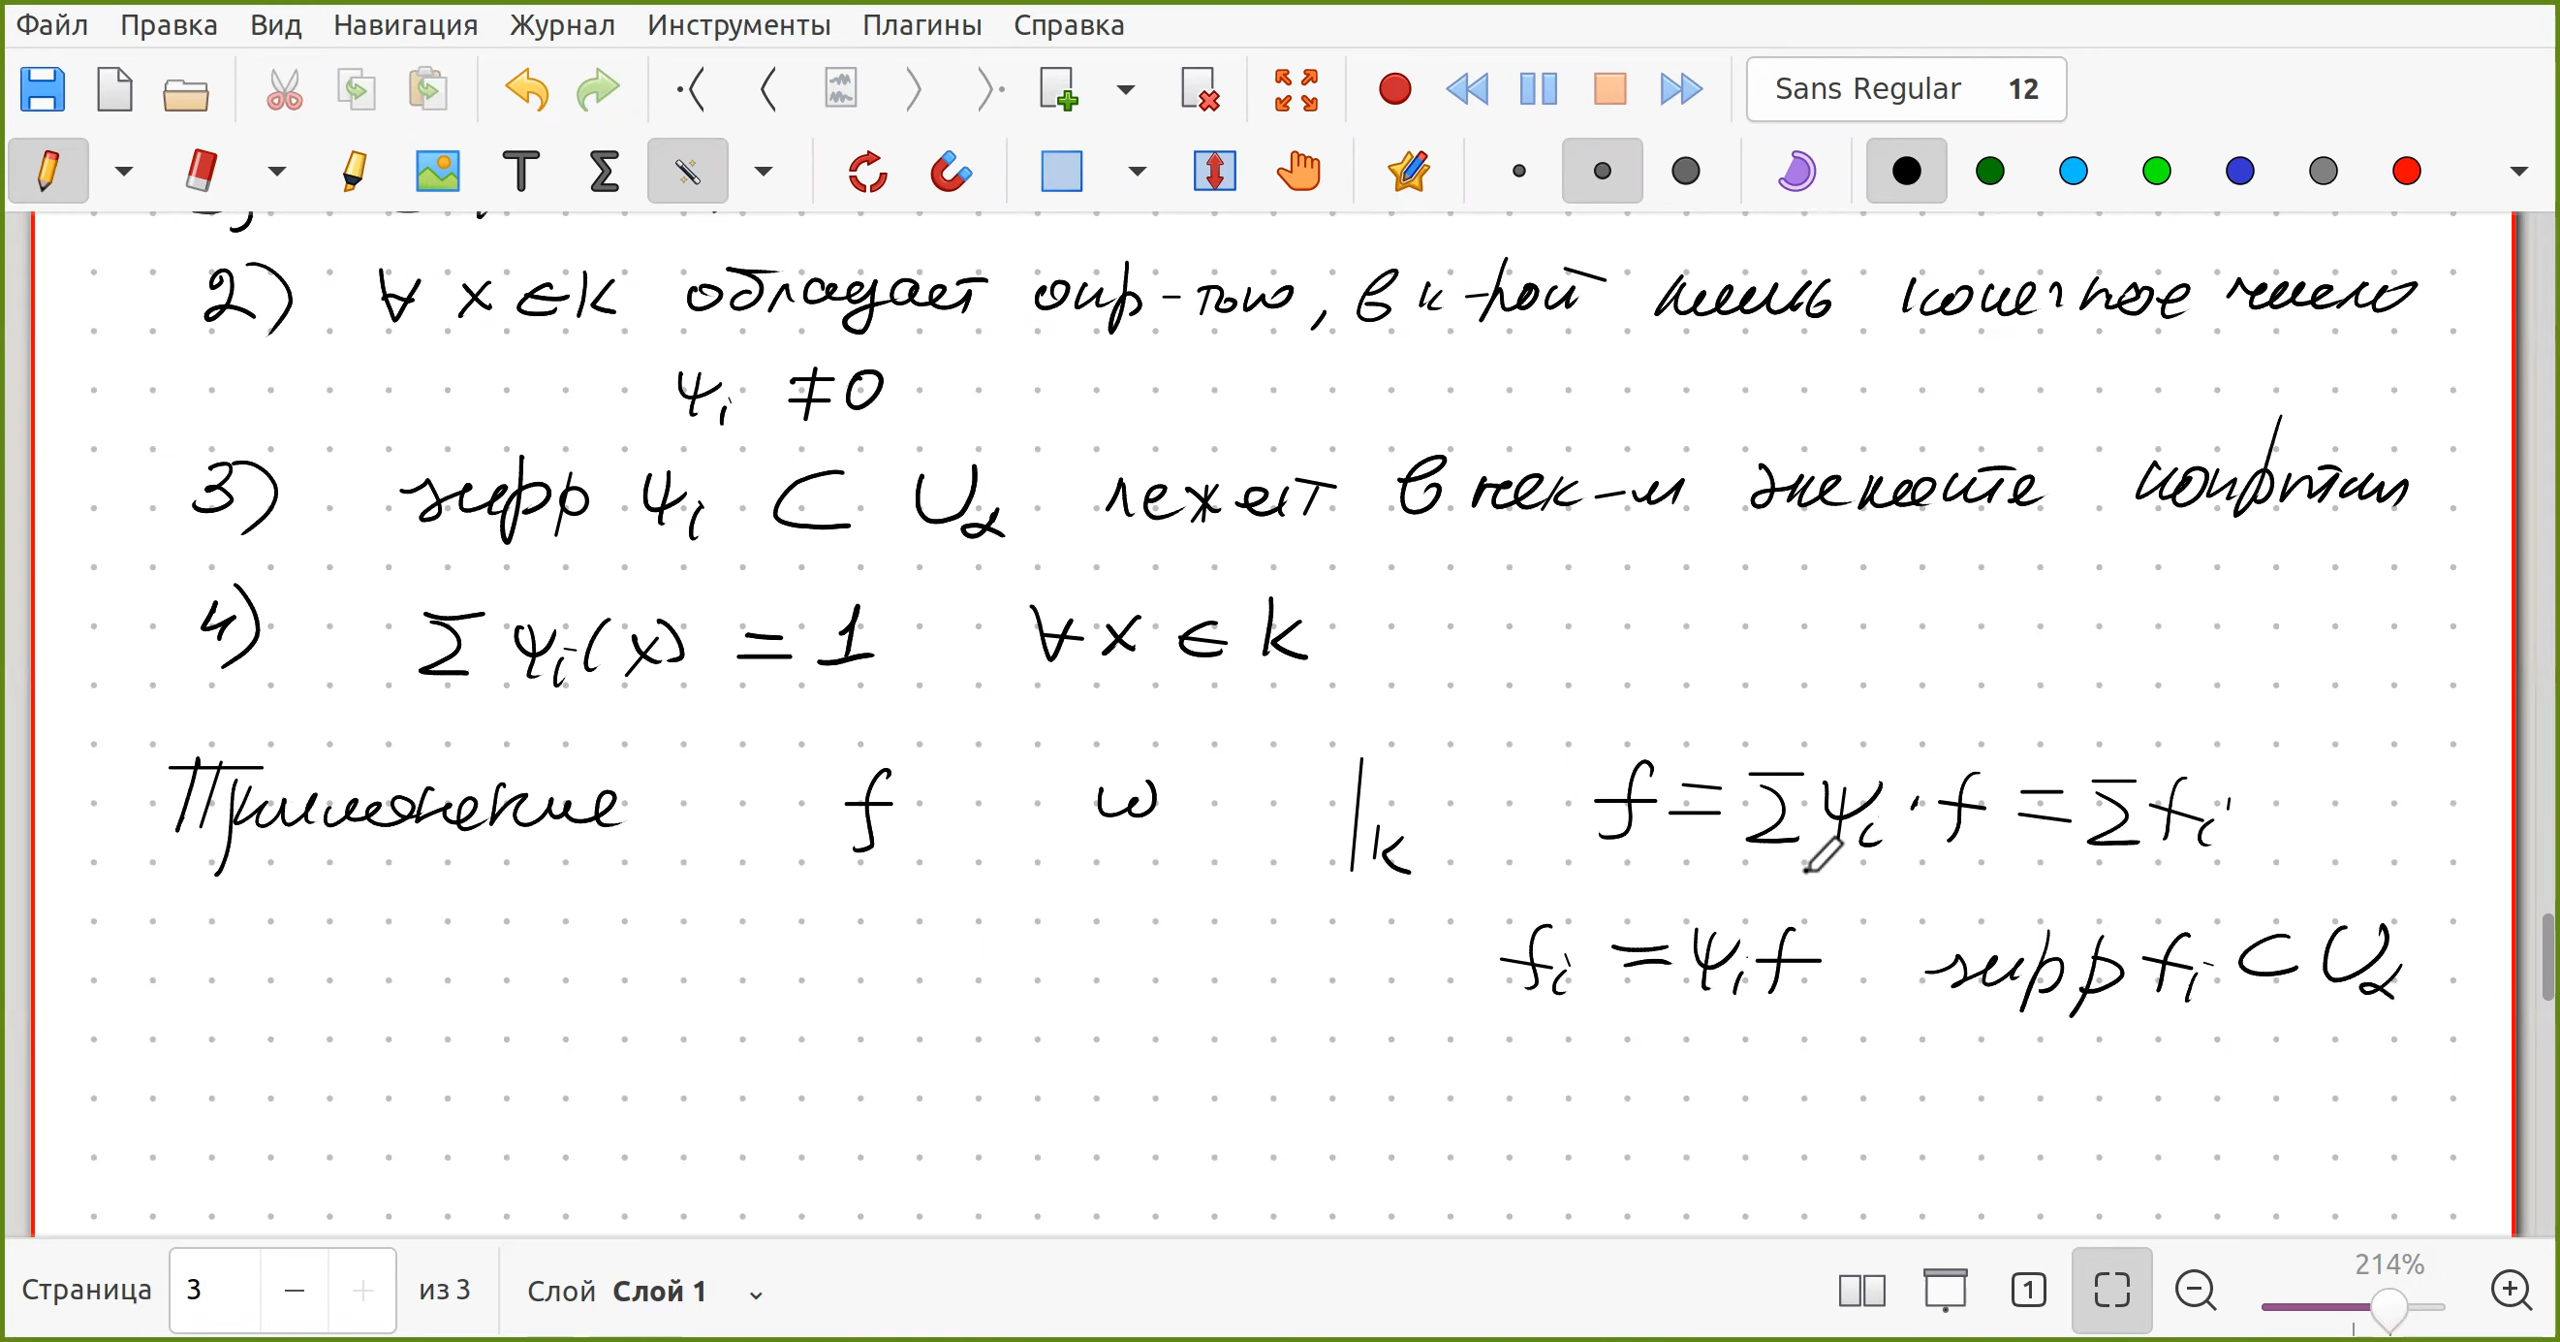 Файл Правка Вид Навигация Журнал Инструменты Плагины Справка
Sans Regular 12
2) ∀ x ∈ K обладает окр-тью, в к-рой лишь конечное число
ψi ≠ 0
3) supp ψi ⊂ Uα лежит в нек-м элементе покрытия
4) Σ ψi(x) = 1 ∀ x ∈ K
Применение f ω |K f = Σ ψi · f = Σ fi
fi = ψi f supp fi ⊂ Uα
214%
Страница 3 из 3 Слой Слой 1